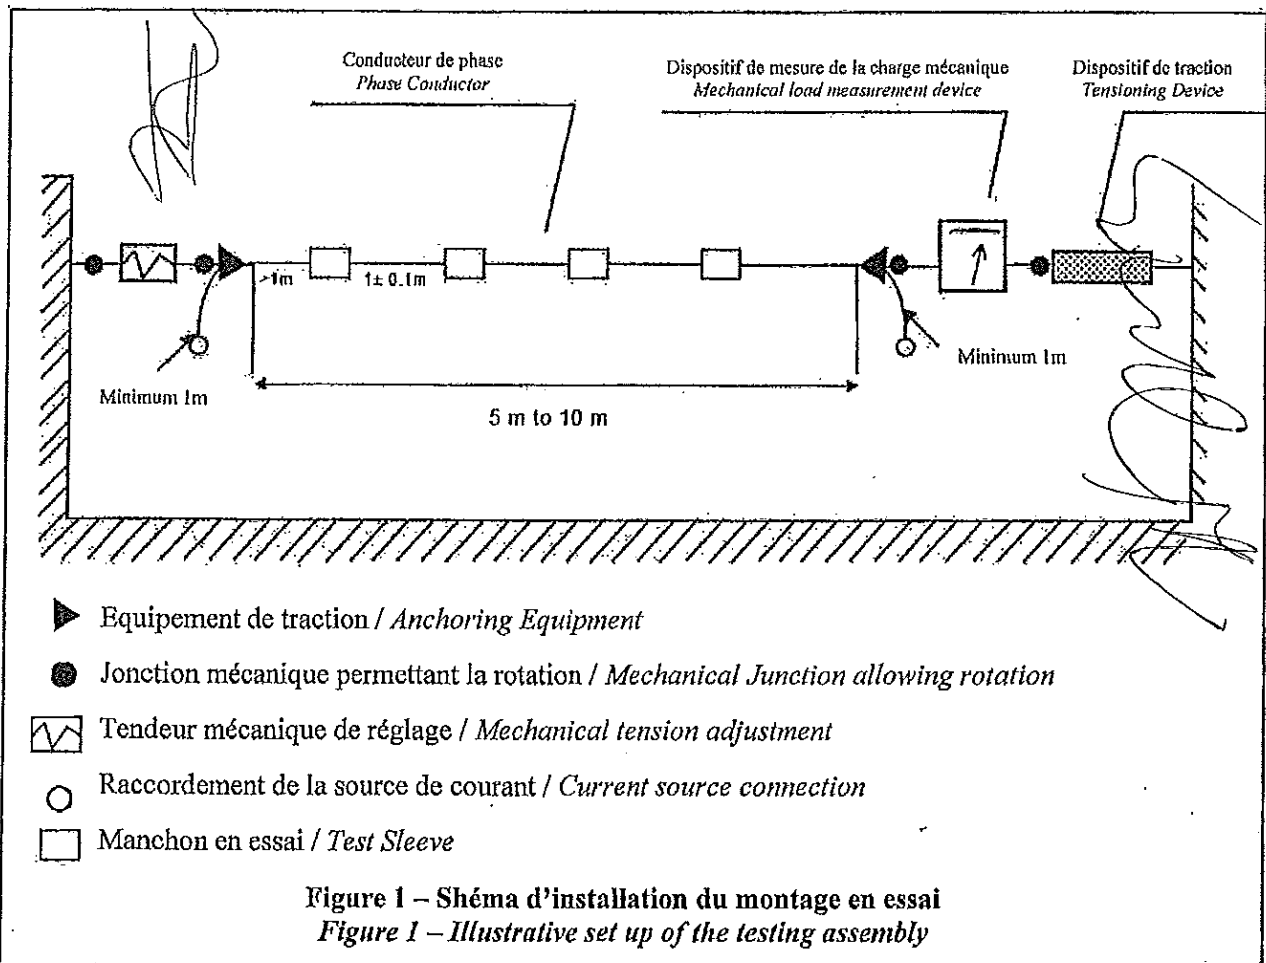 Conducteur de phase
Phase Conductor
Dispositif de mesure de la charge mécanique
Mechanical load measurement device
Dispositif de traction
Tensioning Device
>1m
1± 0.1m
Minimum 1m
Minimum 1m
5 m to 10 m
Equipement de traction / Anchoring Equipment
Jonction mécanique permettant la rotation / Mechanical Junction allowing rotation
Tendeur mécanique de réglage / Mechanical tension adjustment
Raccordement de la source de courant / Current source connection
Manchon en essai / Test Sleeve
Figure 1 – Shéma d'installation du montage en essai
Figure 1 – Illustrative set up of the testing assembly